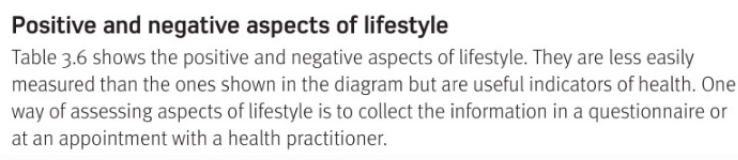 Positive and negative aspects of lifestyle
Table 3.6 shows the positive and negative aspects of lifestyle. They are less easily
measured than the ones shown in the diagram but are useful indicators of health. One
way of assessing aspects of lifestyle is to collect the information in a questionnaire or
at an appointment with a health practitioner.